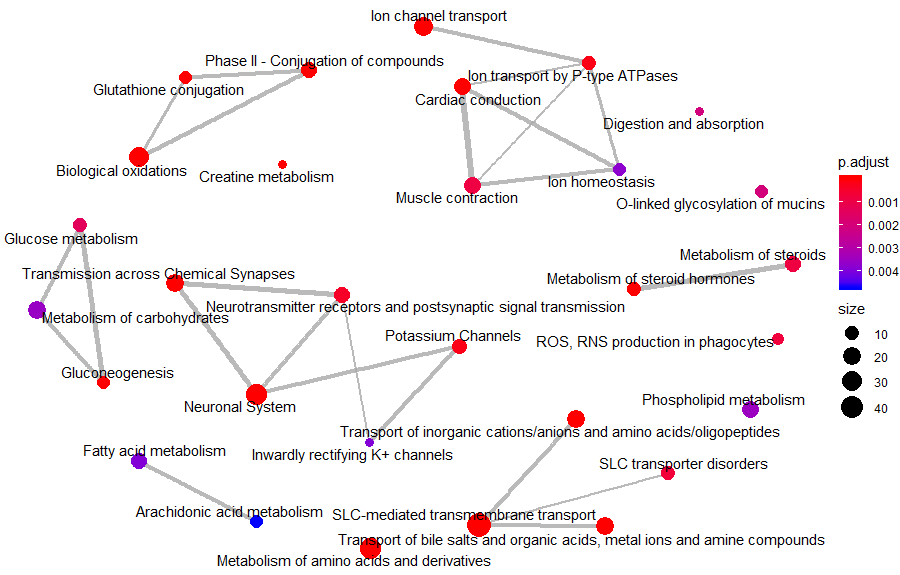 Ion channel transport
Phase II - Conjugation of compounds
Ion transport by P-type ATPases
Glutathione conjugation
Cardiac conduction
Digestion and absorption
Biological oxidations
Creatine metabolism
Ion homeostasis
Muscle contraction
O-linked glycosylation of mucins
Glucose metabolism
Metabolism of steroids
Transmission across Chemical Synapses
Metabolism of steroid hormones
Neurotransmitter receptors and postsynaptic signal transmission
Metabolism of carbohydrates
Potassium Channels
ROS, RNS production in phagocytes
Gluconeogenesis
Phospholipid metabolism
Neuronal System
Transport of inorganic cations/anions and amino acids/oligopeptides
Fatty acid metabolism
Inwardly rectifying K+ channels
SLC transporter disorders
Arachidonic acid metabolism
SLC-mediated transmembrane transport
Transport of bile salts and organic acids, metal ions and amine compounds
Metabolism of amino acids and derivatives
p.adjust
0.001
0.002
0.003
0.004
size
10
20
30
40